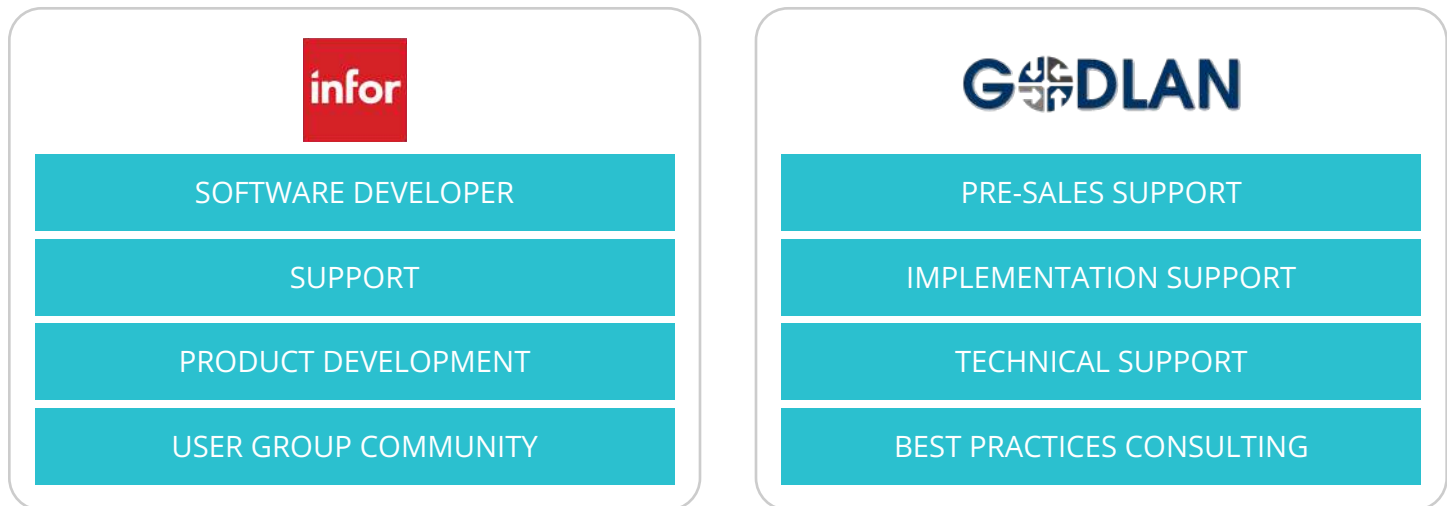 infor
SOFTWARE DEVELOPER
SUPPORT
PRODUCT DEVELOPMENT
USER GROUP COMMUNITY
GODLAN
PRE-SALES SUPPORT
IMPLEMENTATION SUPPORT
TECHNICAL SUPPORT
BEST PRACTICES CONSULTING